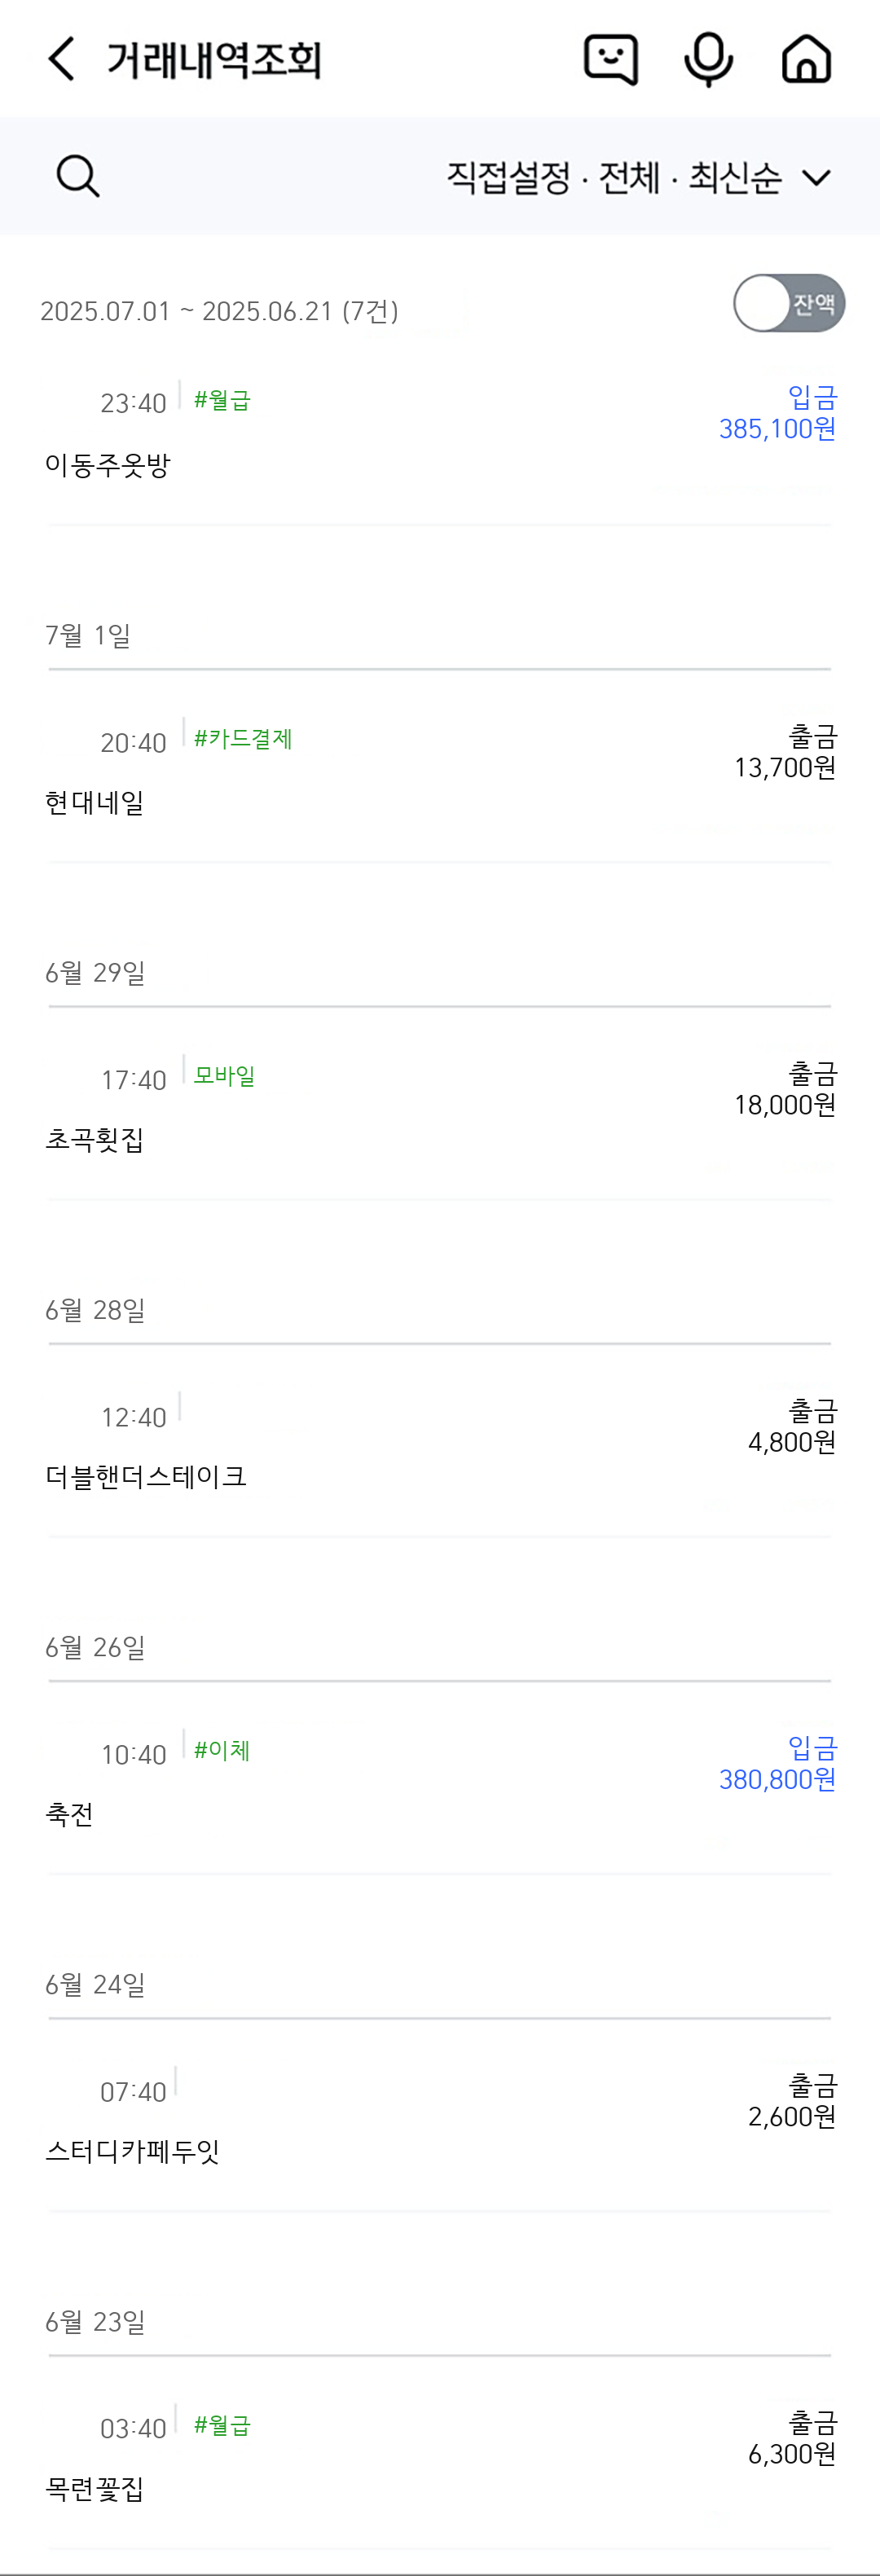 거래내역조회
직접설정 · 전체 · 최신순
2025.07.01 ~ 2025.06.21 (7건)
잔액
23:40 #월급
입금
385,100원
이동주옷방
7월 1일
20:40 #카드결제
출금
13,700원
현대네일
6월 29일
17:40 모바일
출금
18,000원
초곡횟집
6월 28일
12:40
출금
4,800원
더블핸더스테이크
6월 26일
10:40 #이체
입금
380,800원
축전
6월 24일
07:40
출금
2,600원
스터디카페두잇
6월 23일
03:40 #월급
출금
6,300원
목련꽃집